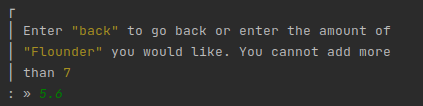 Enter "back" to go back or enter the amount of
"Flounder" you would like. You cannot add more
than 7
: » 5.6